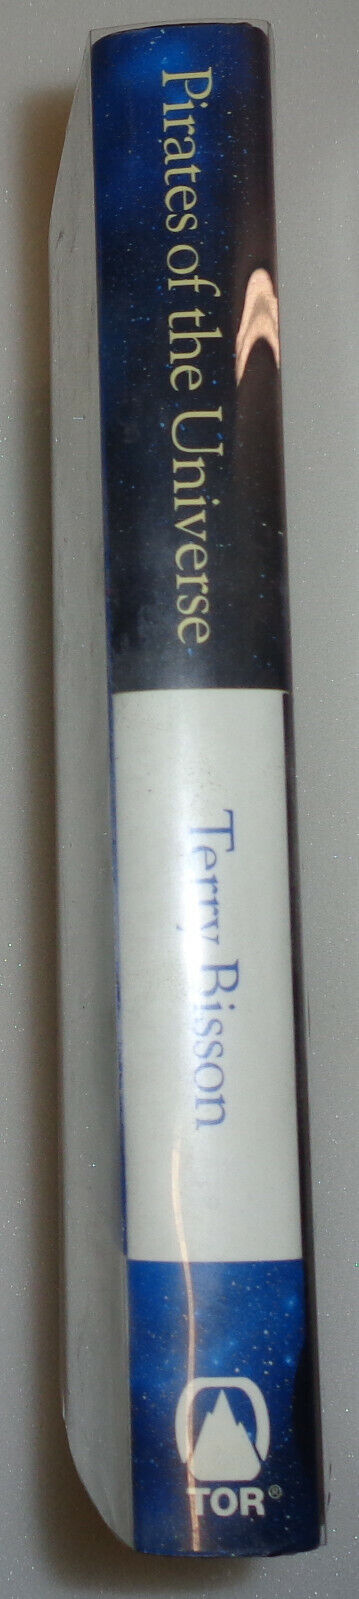 Pirates of the Universe
Terry Bisson
TOR®